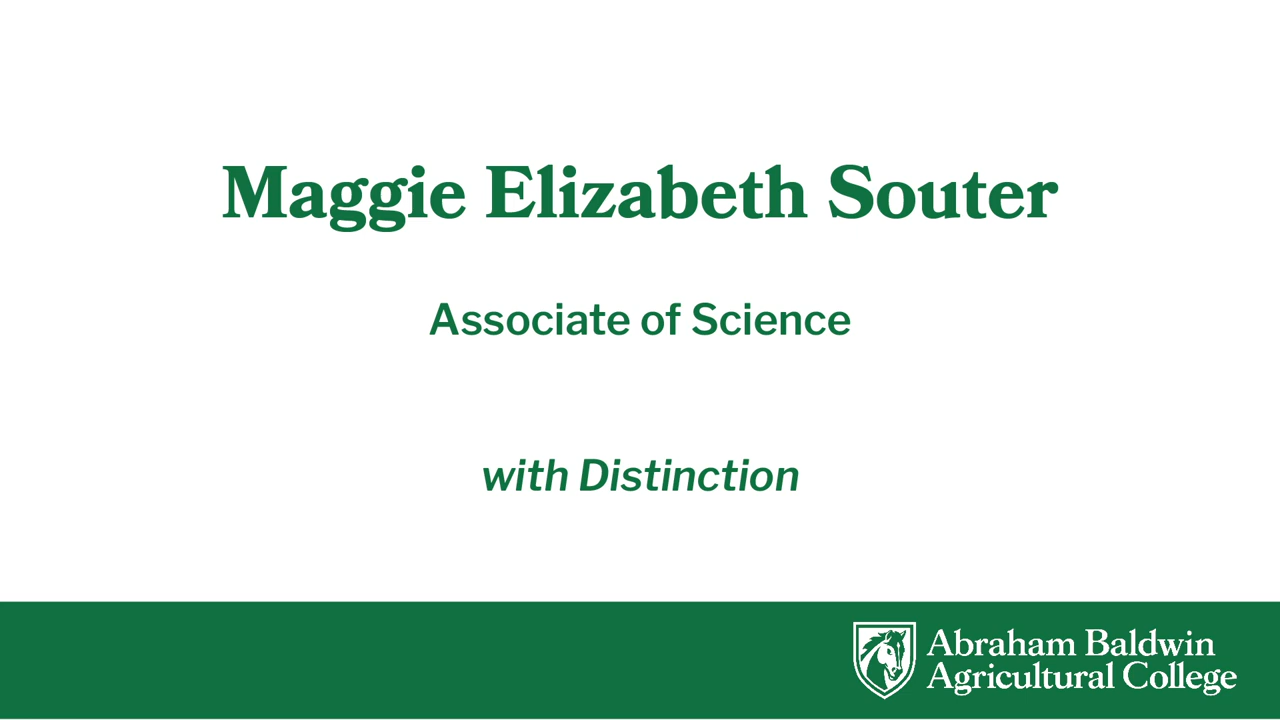 Maggie Elizabeth Souter
Associate of Science
with Distinction
Abraham Baldwin
Agricultural College